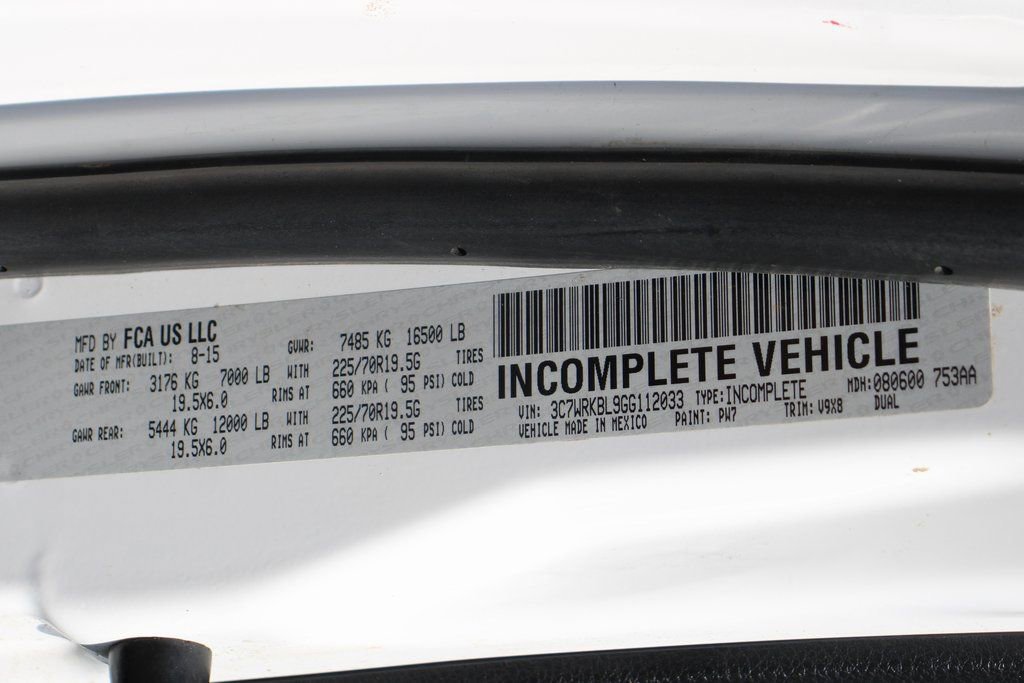 MFD BY FCA US LLC
DATE OF MFR(BUILT): 8-15 GVWR: 7485 KG 16500 LB
GAWR FRONT: 3176 KG 7000 LB WITH 225/70R19.5G TIRES
19.5X6.0 RIMS AT 660 KPA ( 95 PSI) COLD
GAWR REAR: 5444 KG 12000 LB WITH 225/70R19.5G TIRES
19.5X6.0 RIMS AT 660 KPA ( 95 PSI) COLD
INCOMPLETE VEHICLE
VIN: 3C7WRKBL9GG112033 TYPE:INCOMPLETE MDH:080600 753AA
VEHICLE MADE IN MEXICO PAINT: PW7 TRIM: V9X8 DUAL